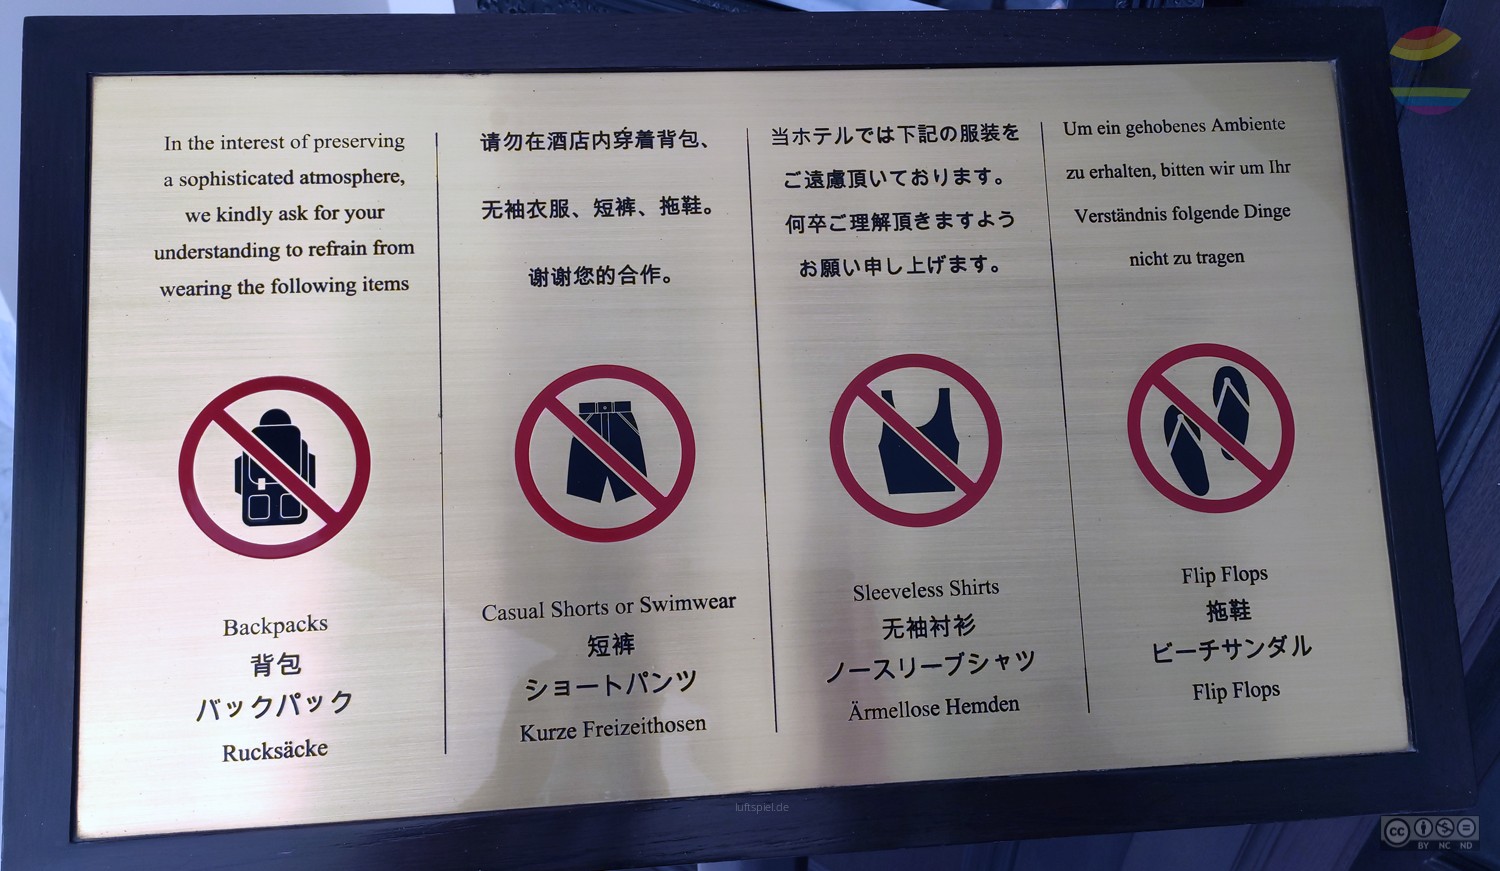 In the interest of preserving
a sophisticated atmosphere,
we kindly ask for your
understanding to refrain from
wearing the following items
请勿在酒店内穿着背包、
无袖衣服、短裤、拖鞋。
谢谢您的合作。
当ホテルでは下記の服装を
ご遠慮頂いております。
何卒ご理解頂きますよう
お願い申し上げます。
Um ein gehobenes Ambiente
zu erhalten, bitten wir um Ihr
Verständnis folgende Dinge
nicht zu tragen
Backpacks
背包
バックパック
Rucksäcke
Casual Shorts or Swimwear
短裤
ショートパンツ
Kurze Freizeithosen
Sleeveless Shirts
无袖衬衫
ノースリーブシャツ
Ärmellose Hemden
Flip Flops
拖鞋
ビーチサンダル
Flip Flops
luftspiel.de
cc
BY NC ND